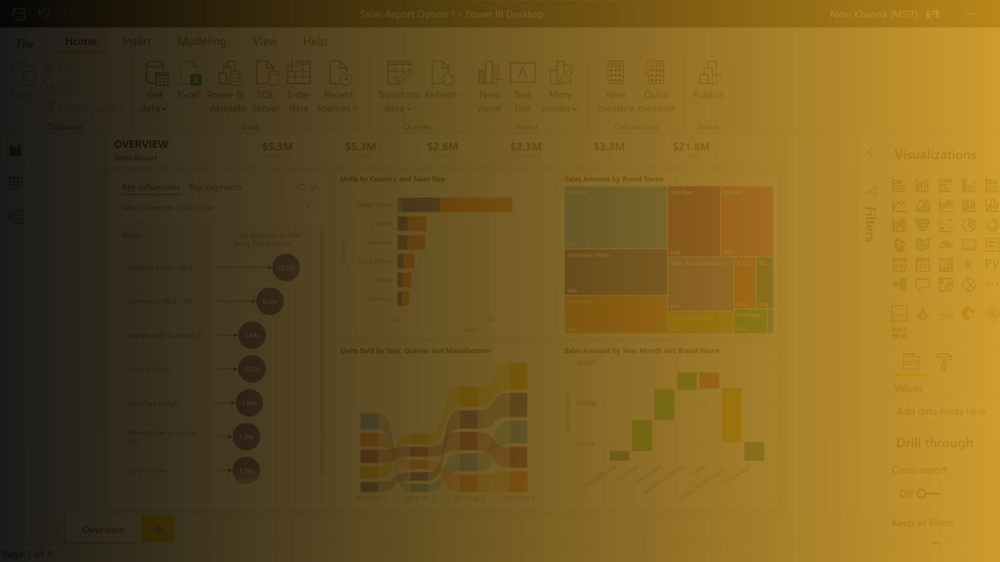 Sales Report Option 1 - Power BI Desktop
Nitin Khanna (MSIT)
File
Home
Insert
Modeling
View
Help
Paste
Cut
Copy
Format painter
Clipboard
Get
data
Excel
Power BI
datasets
SQL
Server
Enter
data
Recent
sources
Data
Transform
data
Refresh
Queries
New
visual
Text
box
More
visuals
Insert
New
measure
Quick
measure
Calculations
Publish
Share
OVERVIEW
Sales Report
$5.3M
Australia
$5.3M
Canada
$2.6M
France
$2.3M
Germany
$3.3M
UK
$21.8M
USA
Key influencers
Top segments
What influences NSAT to be 7 ?
When...
...the likelihood of NSAT
being 7 increases by
UnitPrice is 298 - 299.9
10.20x
UnitPrice is 196.9 - 199
6.58x
Manufacturer is Litware, Inc.
2.64x
Color is Brown
2.57x
StockType is High
1.96x
Manufacturer is Contoso,
Ltd
1.34x
Color is Silver
1.29x
Units by Country and Sales Size
Country
United States
Canada
Australia
Great Britain
France
Germany
0K
50K
Units
Sales Amount by Brand Name
Contoso
$9M
Fabrikam
$5M
Litware
$5M
Adventure Works
$6M
Wide World Importers
$5M
A. D...
$2M
Th...
$1M
Proseware
$5M
Southridge Video
$2M
Northwin...
$1M
Units Sold by Year, Quarter and Manufacturer
2014 Qtr 1
2014 Qtr 2
2014 Qtr 3
2014 Qtr 4
Sales Amount by Year, Month and Brand Name
SalesAmount
$600K
$550K
$500K
2013 February
Contoso
Proseware
Adventure Works
Other
Wide World Import...
2013 March
Filters
Visualizations
123
R
Py
...
Values
Add data fields here
Drill through
Cross-report
Off
Keep all filters
Overview
+
Page 1 of 1